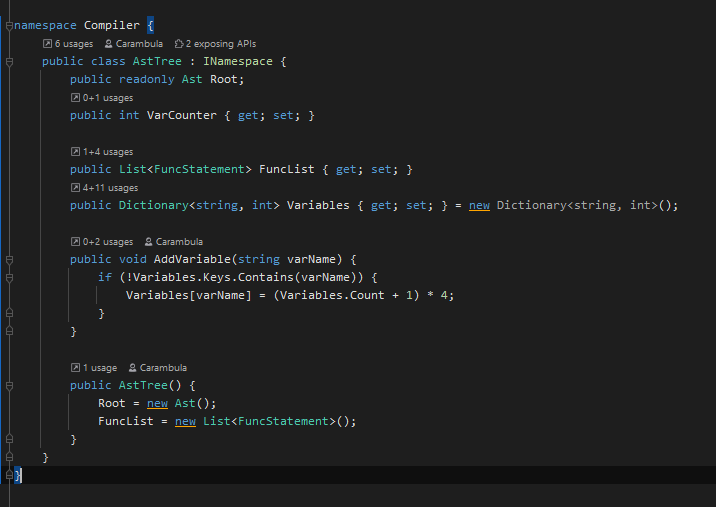 namespace Compiler {
6 usages Carambula 2 exposing APIs
public class AstTree : INamespace {
public readonly Ast Root;
0+1 usages
public int VarCounter { get; set; }
1+4 usages
public List<FuncStatement> FuncList { get; set; }
4+11 usages
public Dictionary<string, int> Variables { get; set; } = new Dictionary<string, int>();
0+2 usages Carambula
public void AddVariable(string varName) {
if (!Variables.Keys.Contains(varName)) {
Variables[varName] = (Variables.Count + 1) * 4;
}
}
1 usage Carambula
public AstTree() {
Root = new Ast();
FuncList = new List<FuncStatement>();
}
}
}